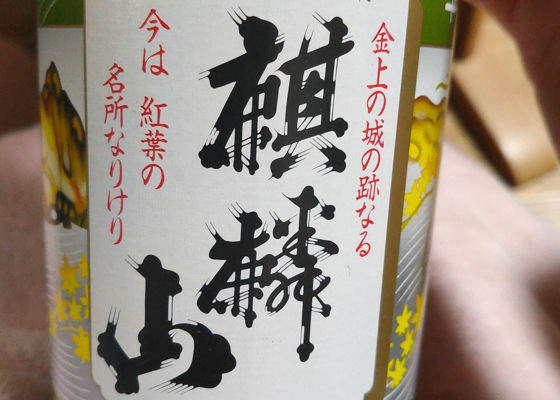 金上の城の跡なる
麒麟山
今は 紅葉の
名所なりけり